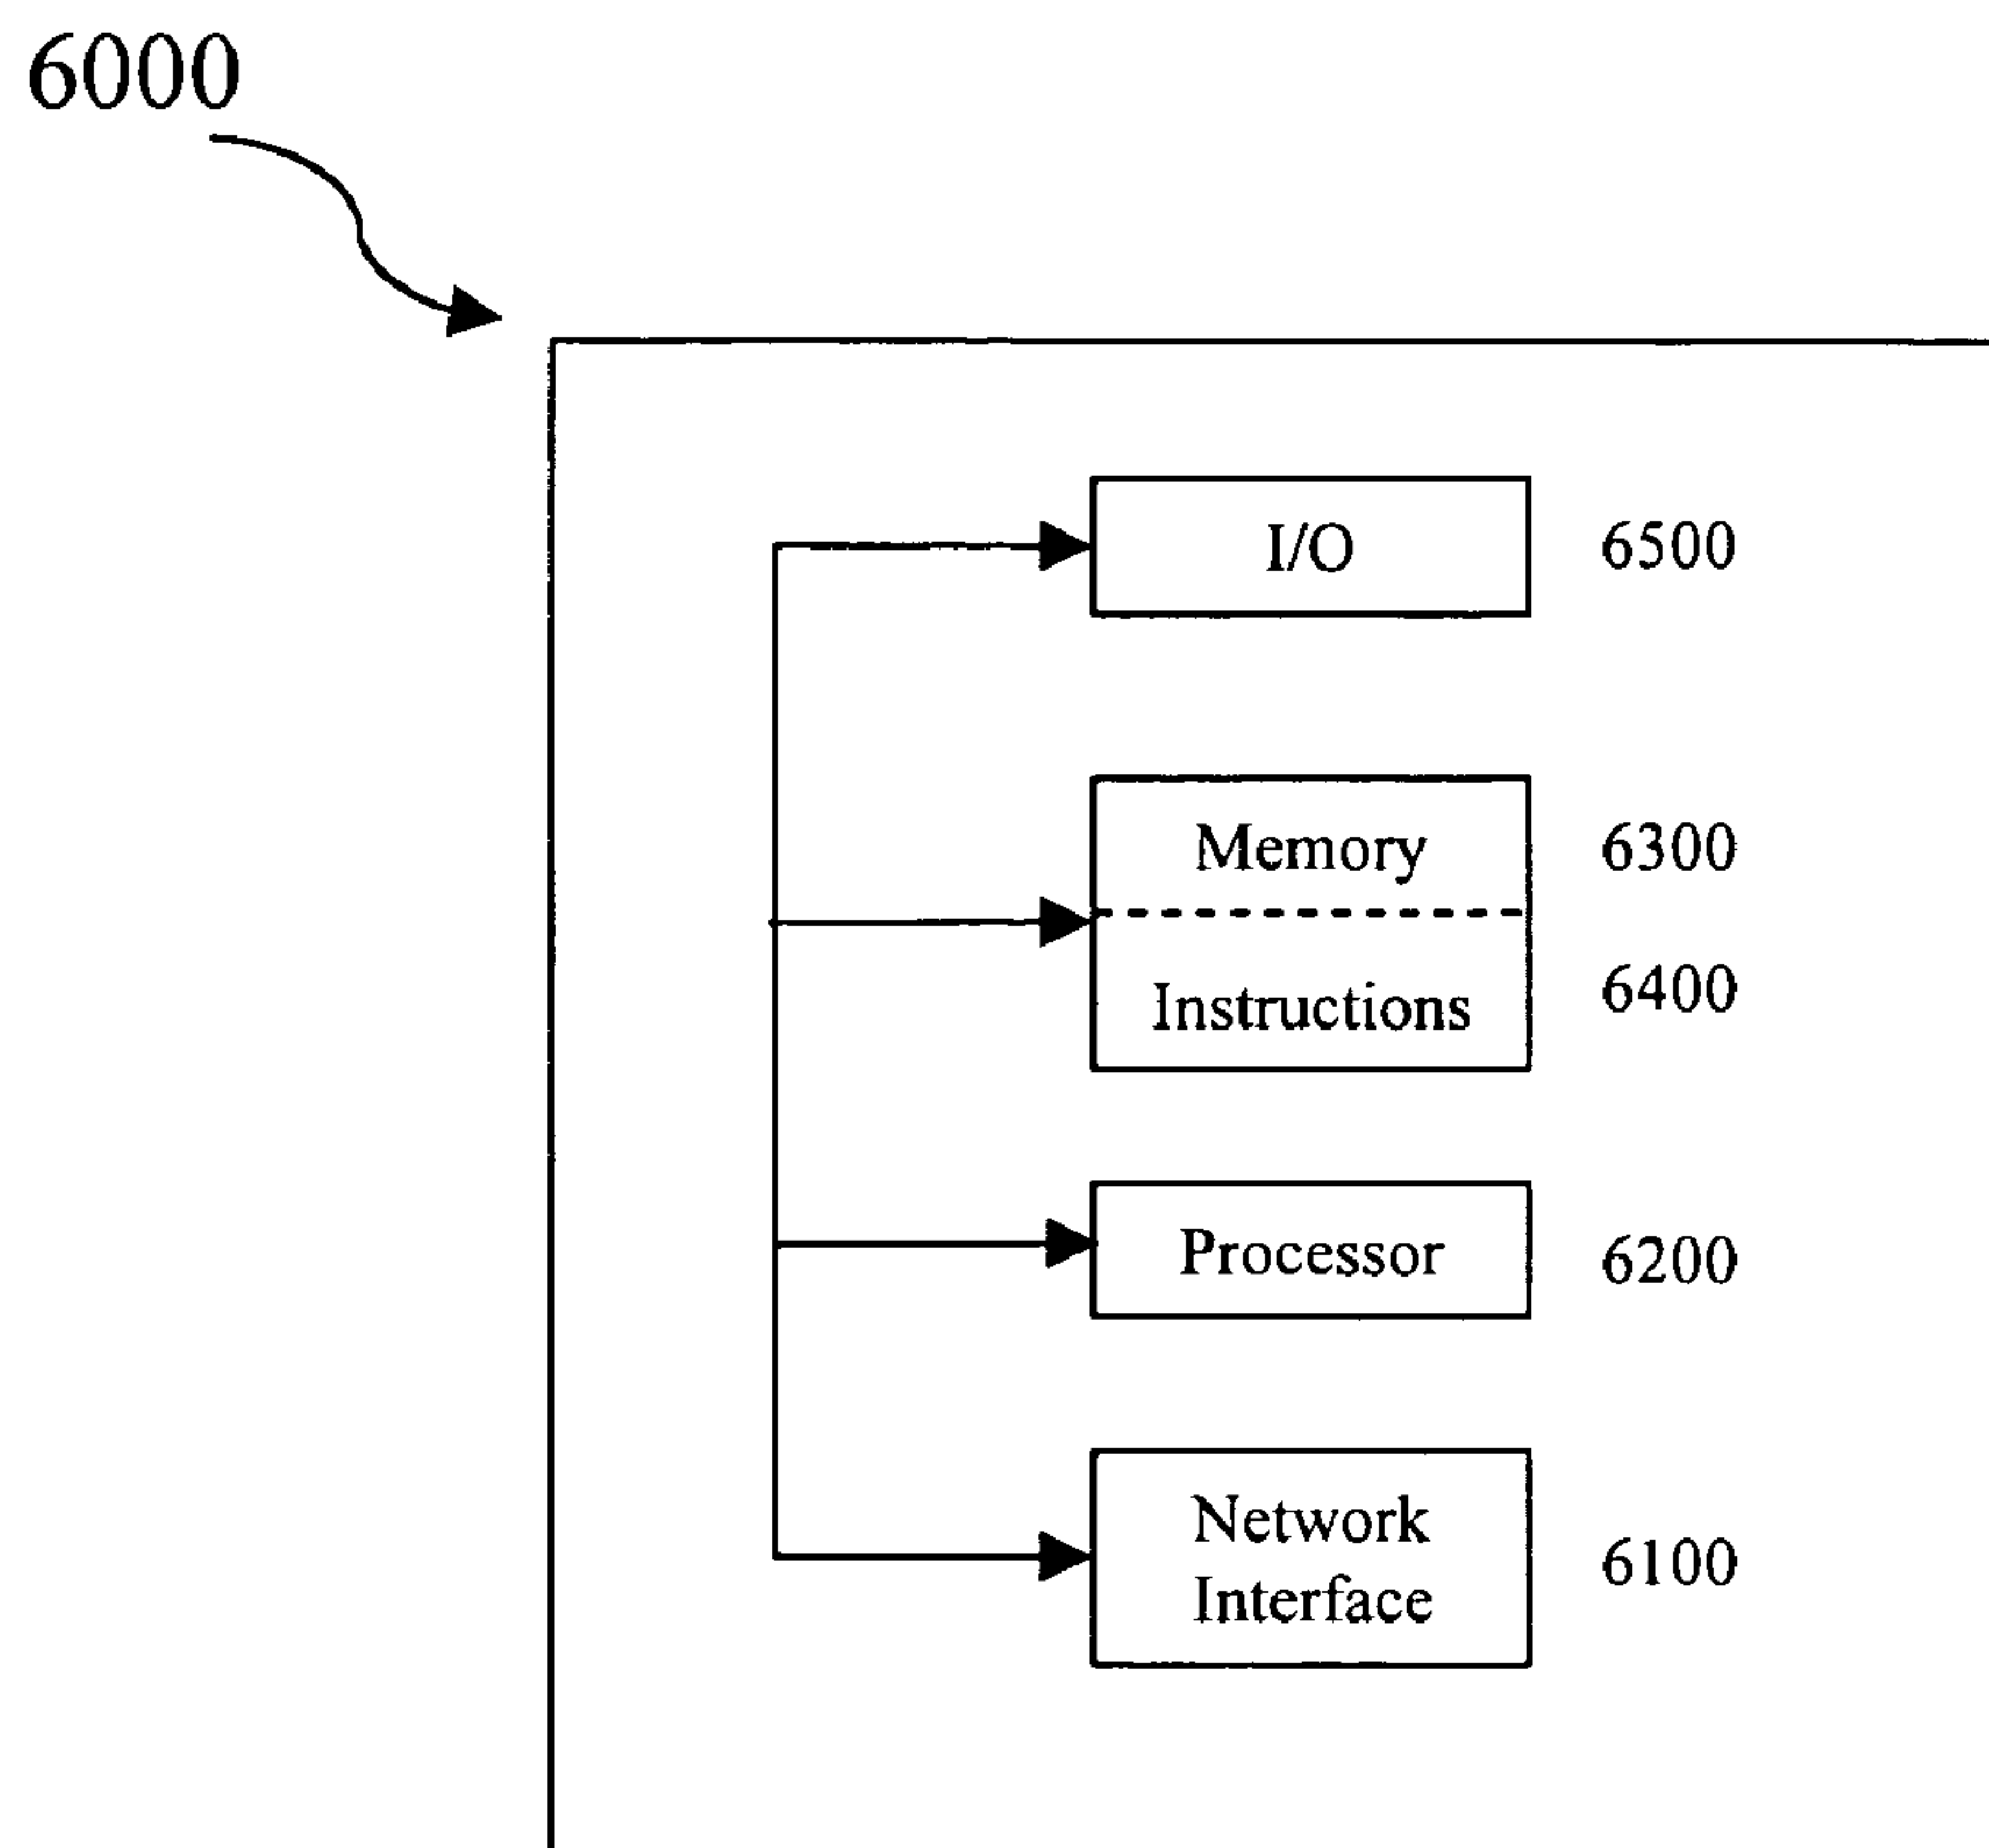 6000
I/O 6500
Memory 6300
Instructions 6400
Processor 6200
Network
Interface
6100